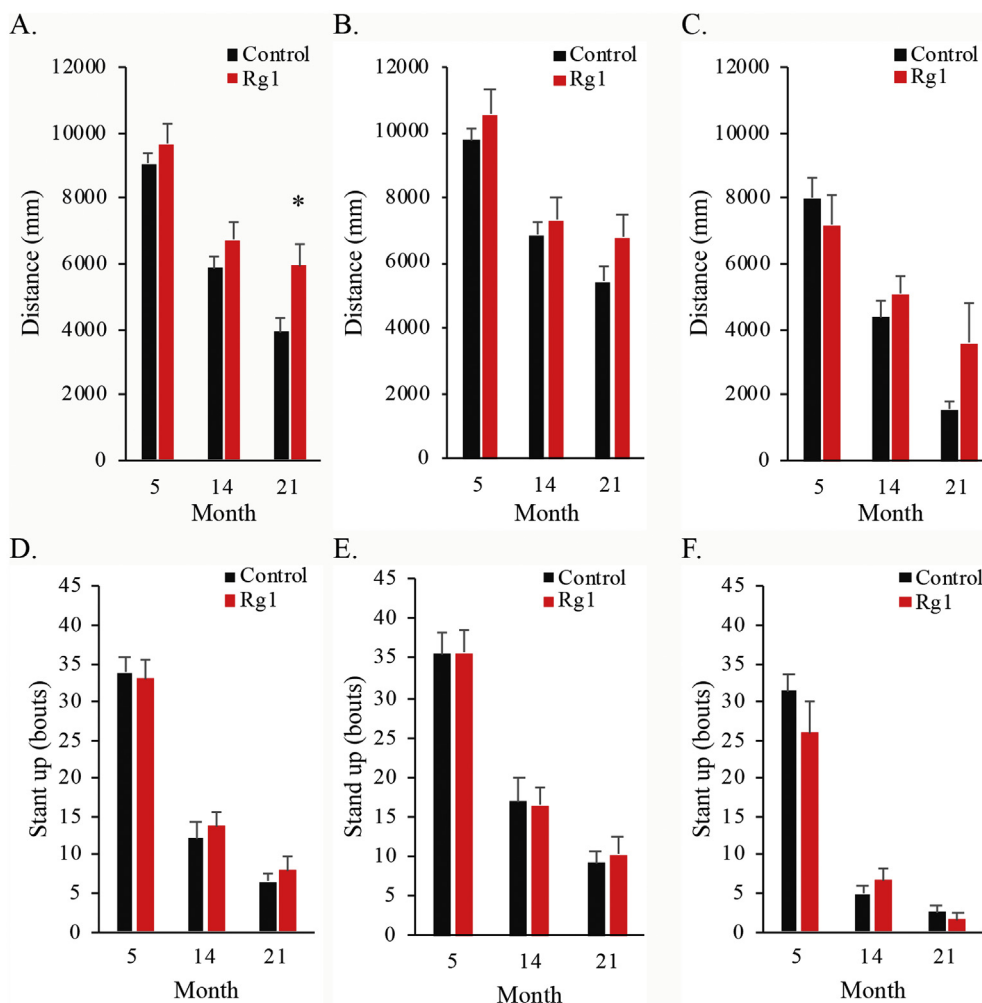 A.
Control
Rg1
12000
10000
8000
6000
4000
2000
0
Distance (mm)
*
5 14 21
Month
B.
Control
Rg1
12000
10000
8000
6000
4000
2000
0
Distance (mm)
5 14 21
Month
C.
Control
Rg1
12000
10000
8000
6000
4000
2000
0
Distance (mm)
5 14 21
Month
D.
Control
Rg1
45
40
35
30
25
20
15
10
5
0
Stant up (bouts)
5 14 21
Month
E.
Control
Rg1
45
40
35
30
25
20
15
10
5
0
Stand up (bouts)
5 14 21
Month
F.
Control
Rg1
45
40
35
30
25
20
15
10
5
0
Stant up (bouts)
5 14 21
Month